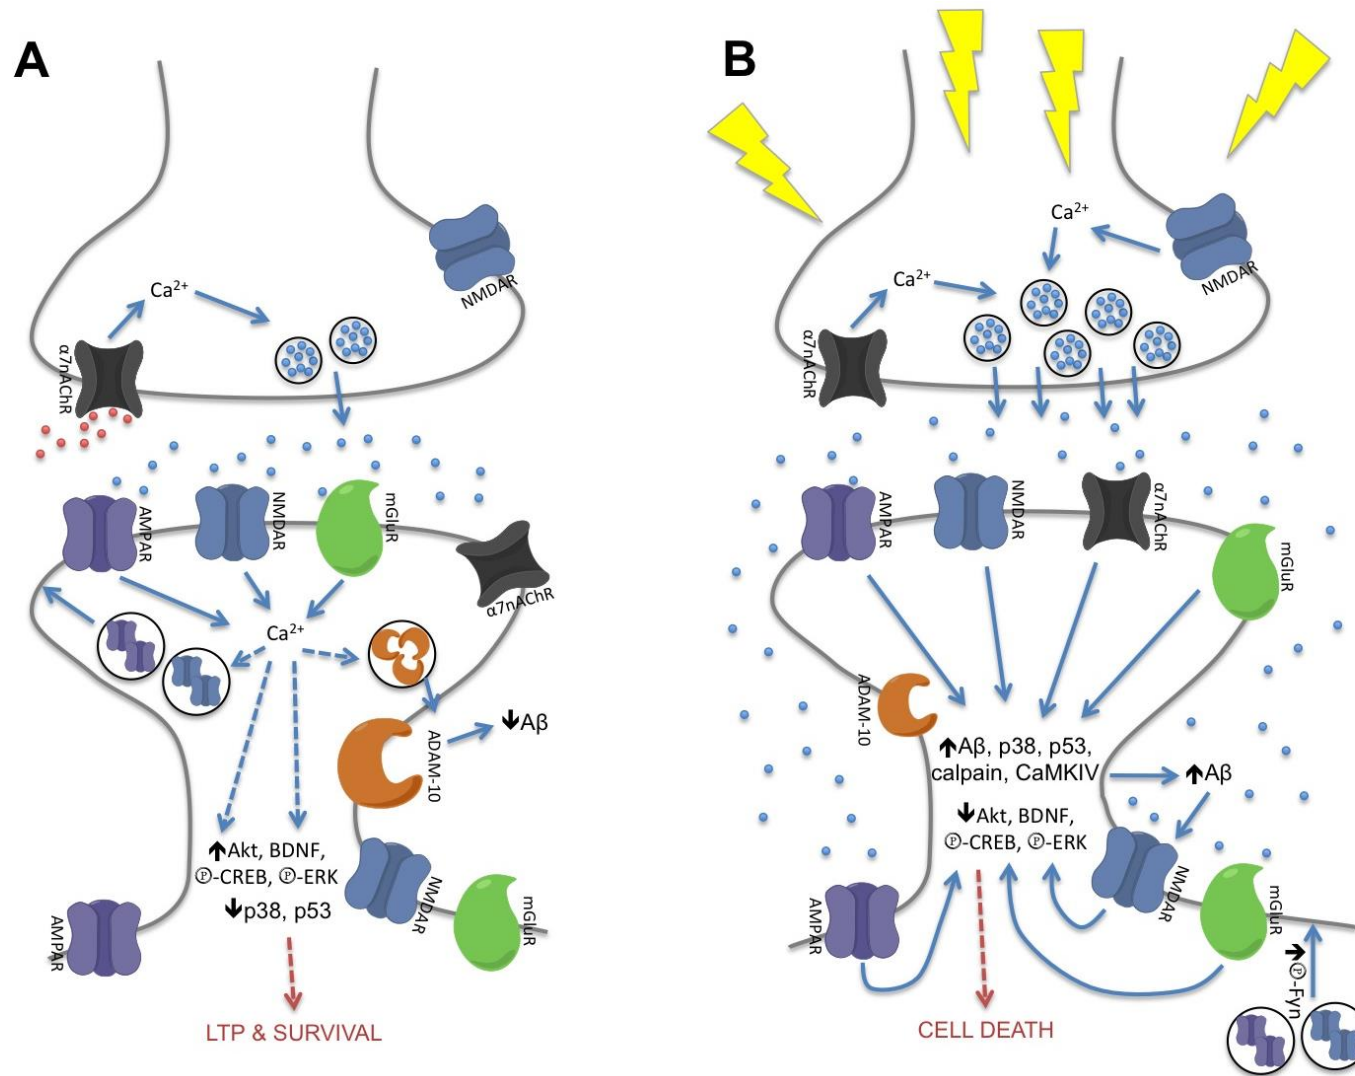 A
Ca²⁺
NMDAR
α7nAChR
AMPAR
NMDAR
mGluR
α7nAChR
Ca²⁺
ADAM-10
🡻Aβ
🡹Akt, BDNF,
Ⓟ-CREB, Ⓟ-ERK
🡻p38, p53
AMPAR
NMDAR
mGluR
LTP & SURVIVAL
B
Ca²⁺
NMDAR
Ca²⁺
α7nAChR
AMPAR
NMDAR
α7nAChR
mGluR
ADAM-10
🡹Aβ, p38, p53,
calpain, CaMKIV
🡹Aβ
🡻Akt, BDNF,
Ⓟ-CREB, Ⓟ-ERK
AMPAR
NMDAR
mGluR
🡹Ⓟ-Fyn
CELL DEATH